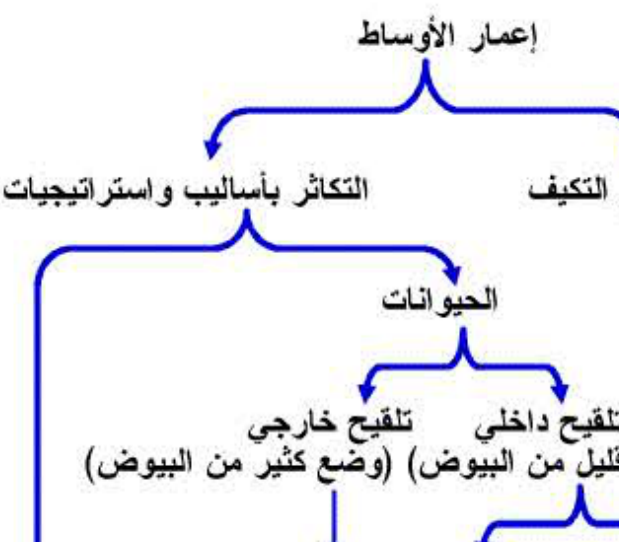 إعمار الأوساط
التكيف
التكاثر بأساليب واستراتيجيات
الحيوانات
تلقيح داخلي
تلقيح خارجي
قليل من البيوض)
(وضع كثير من البيوض)